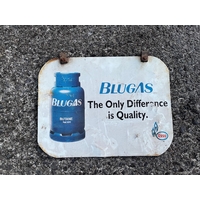 BLUGAS
BLUGAS
The Only Difference
is Quality.